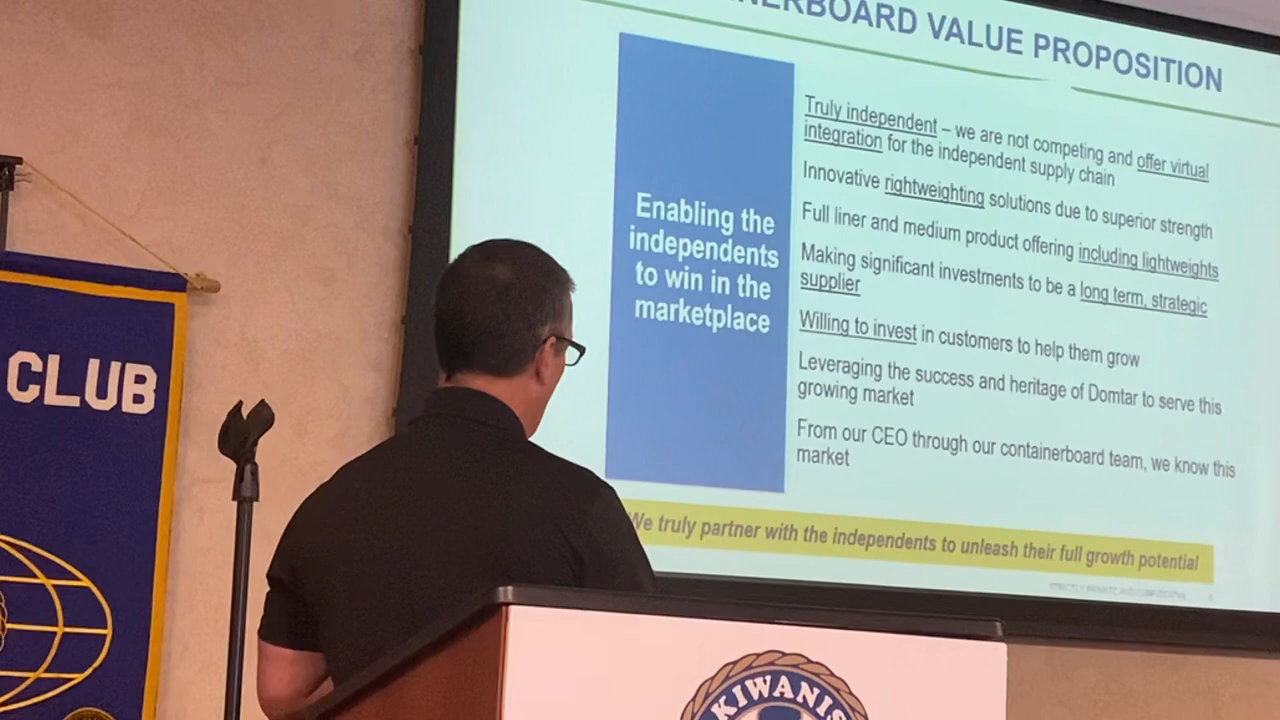 CONTAINERBOARD VALUE PROPOSITION
Enabling the
independents
to win in the
marketplace
Truly independent – we are not competing and offer virtual
integration for the independent supply chain
Innovative rightweighting solutions due to superior strength
Full liner and medium product offering including lightweights
Making significant investments to be a long term, strategic
supplier
Willing to invest in customers to help them grow
Leveraging the success and heritage of Domtar to serve this
growing market
From our CEO through our containerboard team, we know this
market
We truly partner with the independents to unleash their full growth potential
STRICTLY PRIVATE AND CONFIDENTIAL
CLUB
KIWANIS